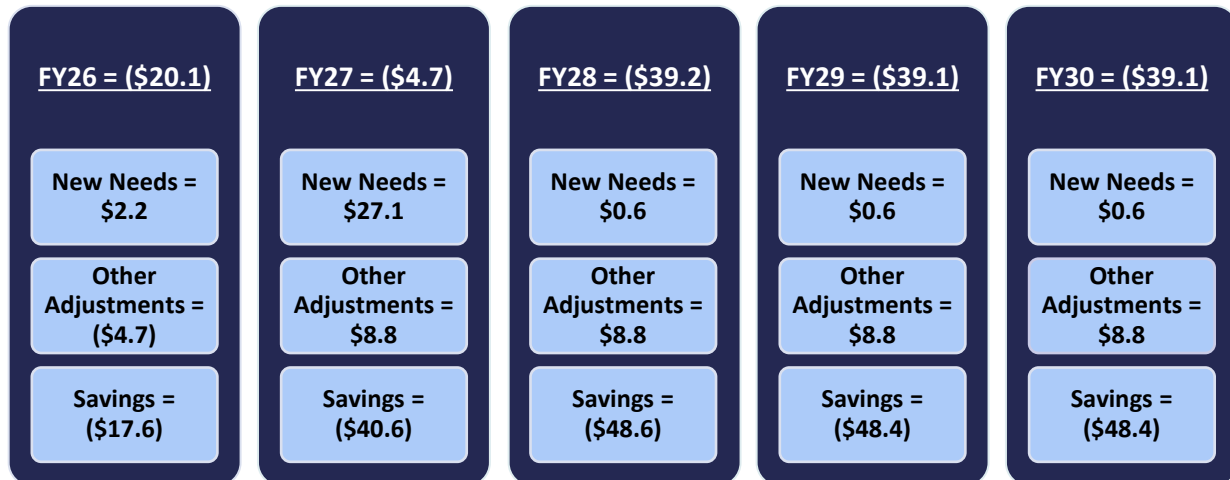 FY26 = ($20.1)
New Needs =
$2.2
Other
Adjustments =
($4.7)
Savings =
($17.6)
FY27 = ($4.7)
New Needs =
$27.1
Other
Adjustments =
$8.8
Savings =
($40.6)
FY28 = ($39.2)
New Needs =
$0.6
Other
Adjustments =
$8.8
Savings =
($48.6)
FY29 = ($39.1)
New Needs =
$0.6
Other
Adjustments =
$8.8
Savings =
($48.4)
FY30 = ($39.1)
New Needs =
$0.6
Other
Adjustments =
$8.8
Savings =
($48.4)